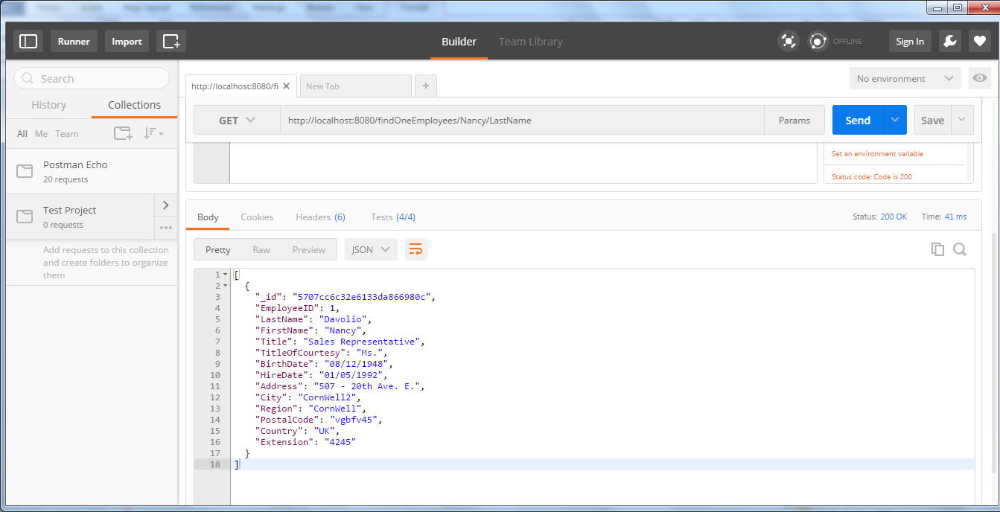 Runner
Import
Builder
Team Library
OFFLINE
Sign In
Search
History
Collections
All
Me
Team
Postman Echo
20 requests
Test Project
0 requests
Add requests to this collection
and create folders to organize
them
http://localhost:8080/fi
New Tab
No environment
GET
http://localhost:8080/findOneEmployees/Nancy/LastName
Params
Send
Save
Set an environment variable
Status code: Code is 200
Body
Cookies
Headers (6)
Tests (4/4)
Status: 200 OK
Time: 41 ms
Pretty
Raw
Preview
JSON
1 [
2 {
3 "_id": "5707cc6c32e6133da866980c",
4 "EmployeeID": 1,
5 "LastName": "Davolio",
6 "FirstName": "Nancy",
7 "Title": "Sales Representative",
8 "TitleOfCourtesy": "Ms.",
9 "BirthDate": "08/12/1948",
10 "HireDate": "01/05/1992",
11 "Address": "507 - 20th Ave. E.",
12 "City": "CornWell2",
13 "Region": "CornWell",
14 "PostalCode": "vgbfv45",
15 "Country": "UK",
16 "Extension": "4245"
17 }
18 ]